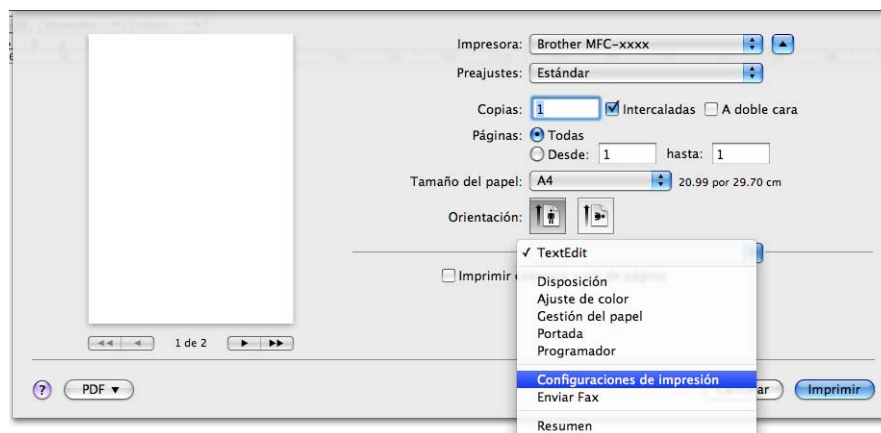 Impresora: Brother MFC-xxxx
Preajustes: Estándar
Copias: 1 Intercaladas A doble cara
Páginas: Todas
Desde: 1 hasta: 1
Tamaño del papel: A4 20.99 por 29.70 cm
Orientación:
✓ TextEdit
Imprimir
Disposición
Ajuste de color
Gestión del papel
Portada
Programador
Configuraciones de impresión
Enviar Fax
Resumen
1 de 2
? PDF ▼
ar Imprimir